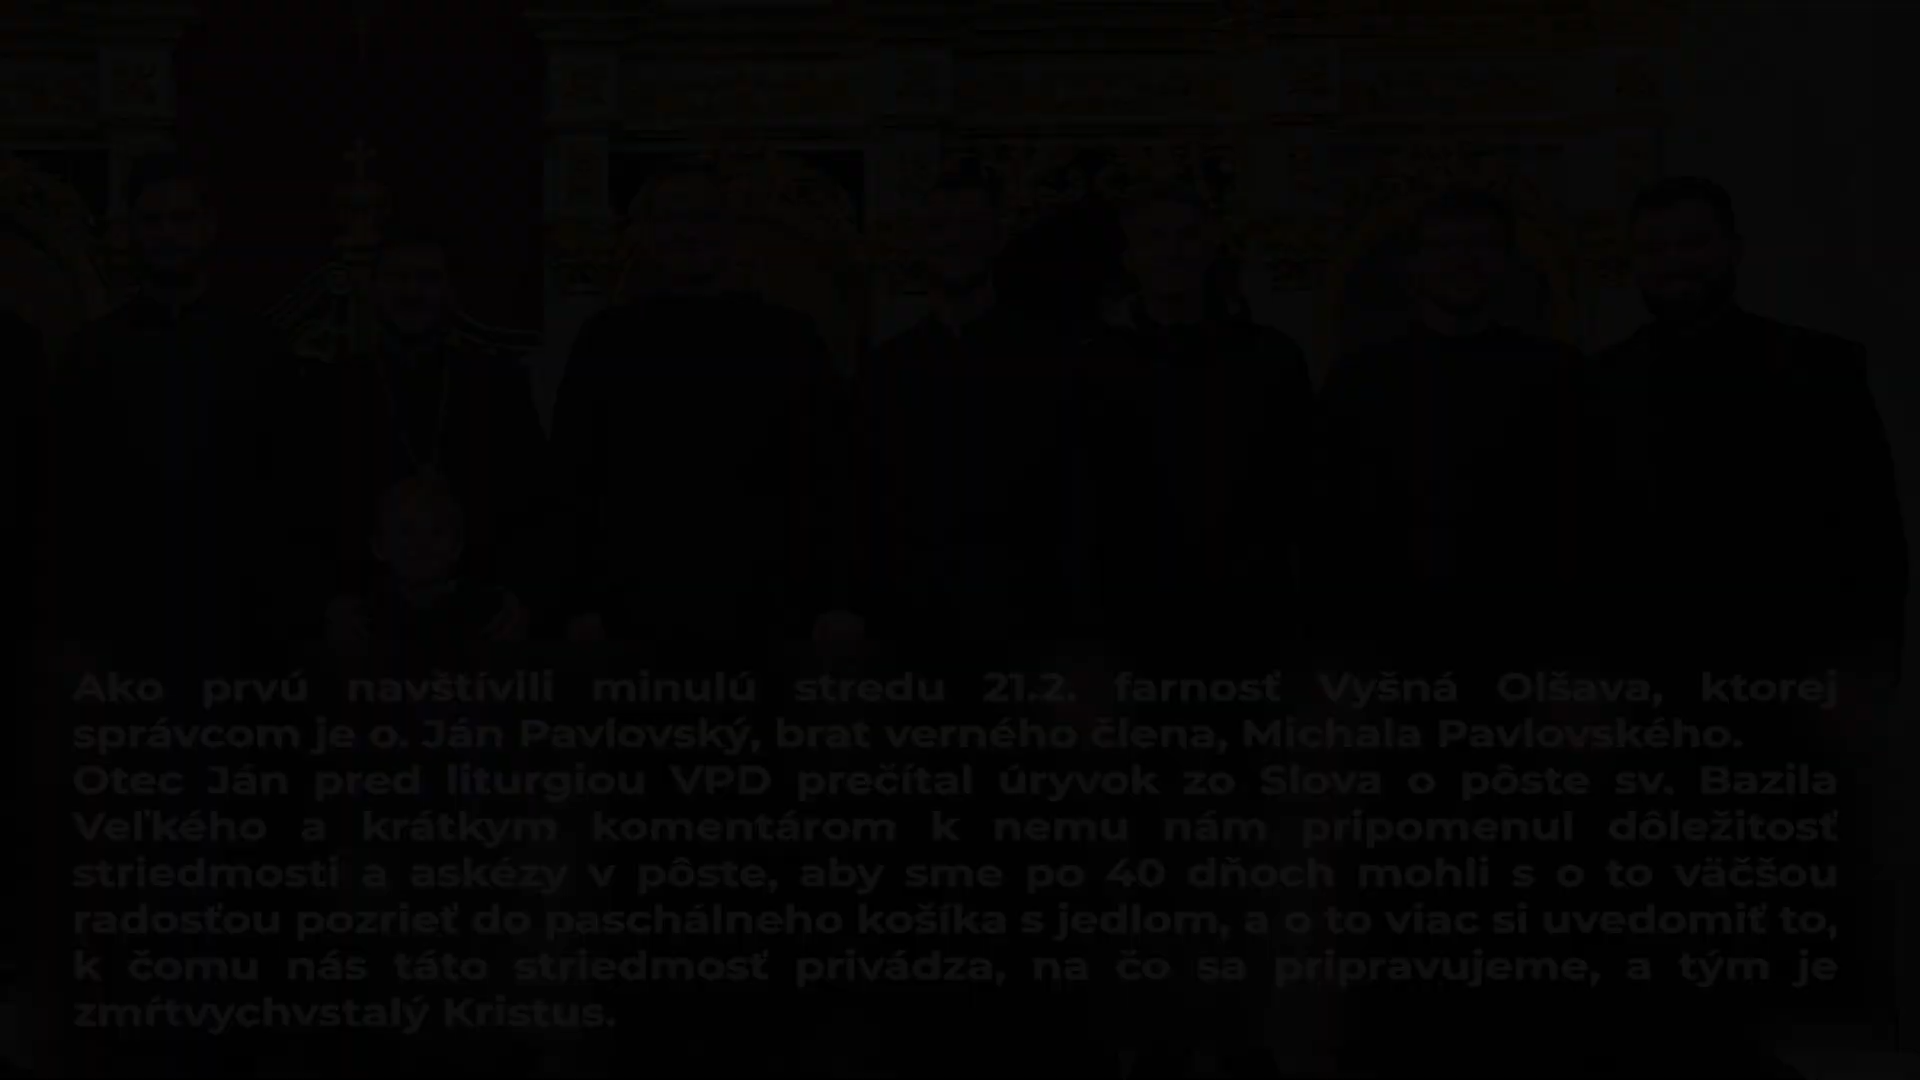 Ako prvú navštívili minulú stredu 21.2. farnosť Vyšná Olšava, ktorej
správcom je o. Ján Pavlovský, brat verného člena, Michala Pavlovského.
Otec Ján pred liturgiou VPD prečítal úryvok zo Slova o pôste sv. Bazila
Veľkého a krátkym komentárom k nemu nám pripomenul dôležitosť
striedmosti a askézy v pôste, aby sme po 40 dňoch mohli s o to väčšou
radosťou pozrieť do paschálneho košíka s jedlom, a o to viac si uvedomiť to,
k čomu nás táto striedmosť privádza, na čo sa pripravujeme, a tým je
zmŕtvychvstalý Kristus.